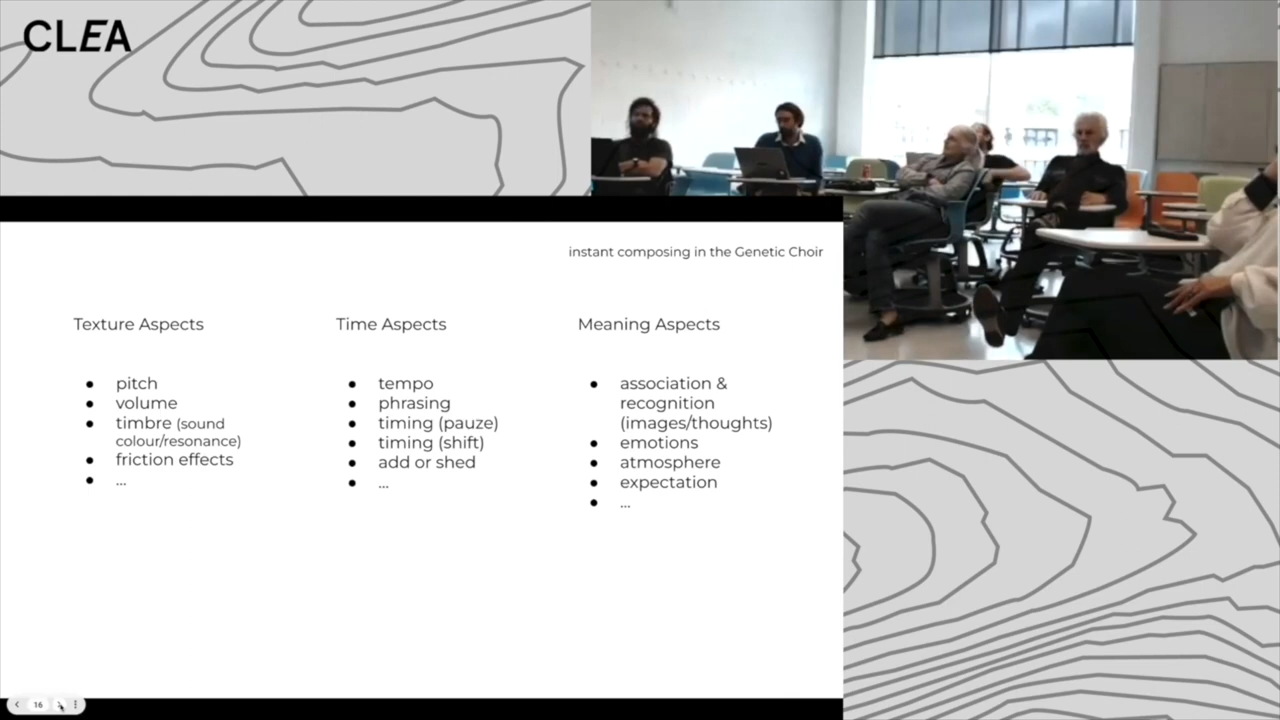 CLEA
instant composing in the Genetic Choir
Texture Aspects
pitch
volume
timbre (sound
colour/resonance)
friction effects
...
Time Aspects
tempo
phrasing
timing (pauze)
timing (shift)
add or shed
...
Meaning Aspects
association &
recognition
(images/thoughts)
emotions
atmosphere
expectation
...
16